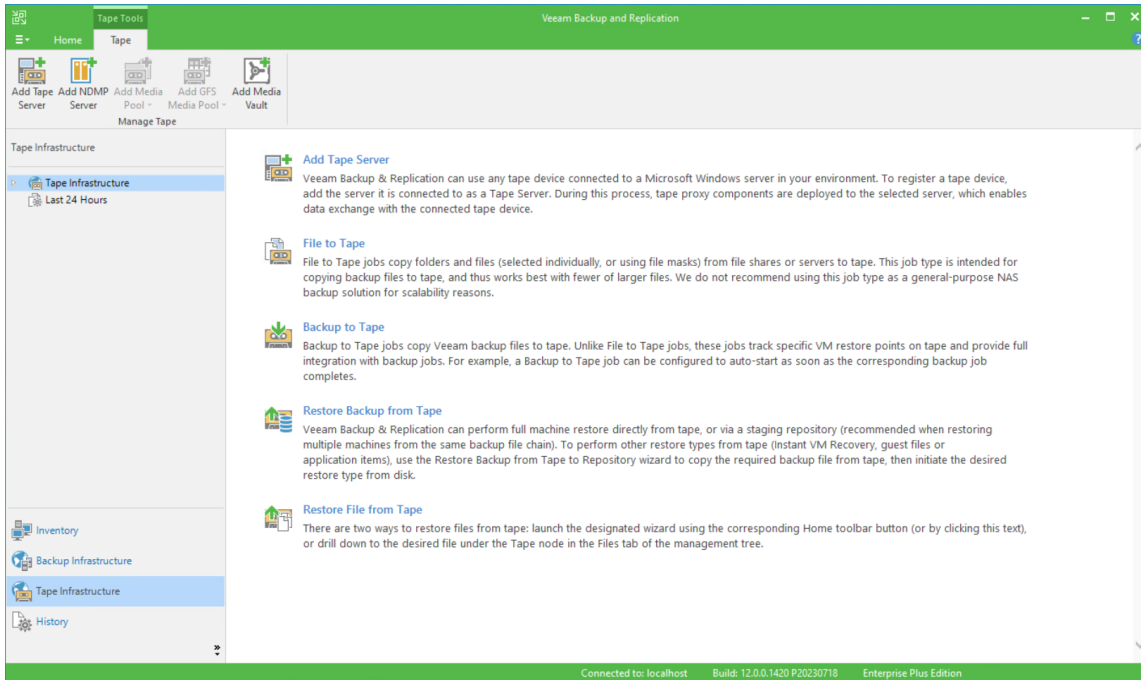 Tape Tools
Veeam Backup and Replication
Home
Tape
Add Tape
Server
Add NDMP
Server
Add Media
Pool
Add GFS
Media Pool
Add Media
Vault
Manage Tape
Tape Infrastructure
Tape Infrastructure
Last 24 Hours
Add Tape Server
Veeam Backup & Replication can use any tape device connected to a Microsoft Windows server in your environment. To register a tape device,
add the server it is connected to as a Tape Server. During this process, tape proxy components are deployed to the selected server, which enables
data exchange with the connected tape device.
File to Tape
File to Tape jobs copy folders and files (selected individually, or using file masks) from file shares or servers to tape. This job type is intended for
copying backup files to tape, and thus works best with fewer of larger files. We do not recommend using this job type as a general-purpose NAS
backup solution for scalability reasons.
Backup to Tape
Backup to Tape jobs copy Veeam backup files to tape. Unlike File to Tape jobs, these jobs track specific VM restore points on tape and provide full
integration with backup jobs. For example, a Backup to Tape job can be configured to auto-start as soon as the corresponding backup job
completes.
Restore Backup from Tape
Veeam Backup & Replication can perform full machine restore directly from tape, or via a staging repository (recommended when restoring
multiple machines from the same backup file chain). To perform other restore types from tape (Instant VM Recovery, guest files or
application items), use the Restore Backup from Tape to Repository wizard to copy the required backup file from tape, then initiate the desired
restore type from disk.
Restore File from Tape
There are two ways to restore files from tape: launch the designated wizard using the corresponding Home toolbar button (or by clicking this text),
or drill down to the desired file under the Tape node in the Files tab of the management tree.
Inventory
Backup Infrastructure
Tape Infrastructure
History
Connected to: localhost
Build: 12.0.0.1420 P20230718
Enterprise Plus Edition